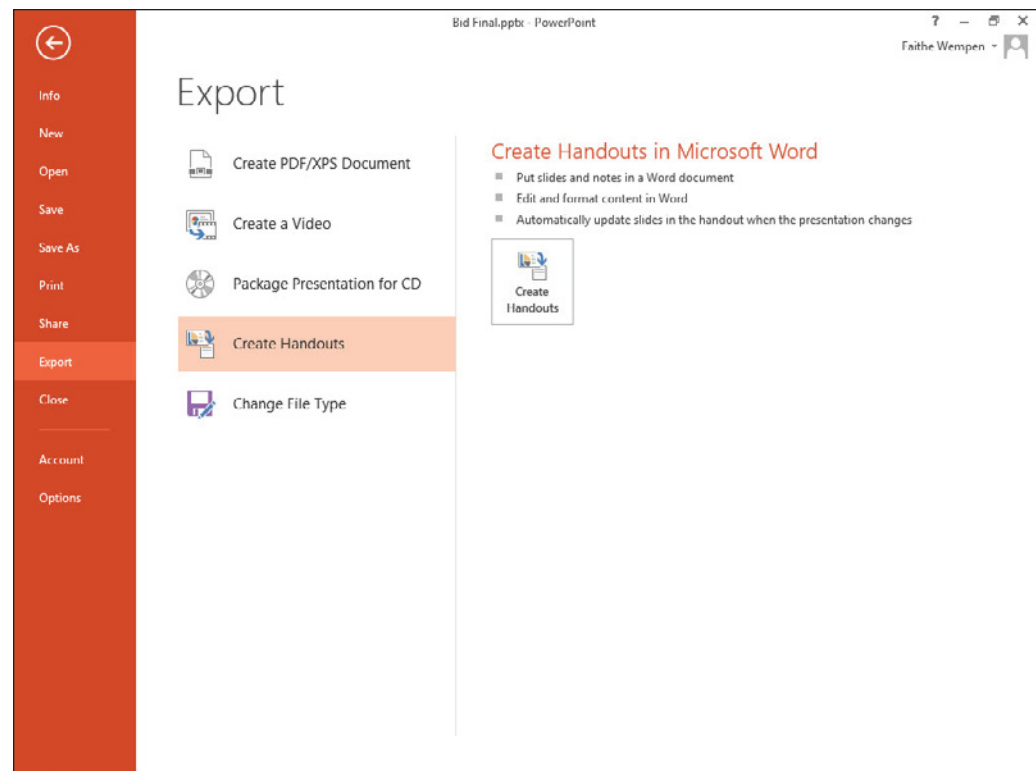 Bid Final.pptx - PowerPoint
?
Faithe Wempen
Info
New
Open
Save
Save As
Print
Share
Export
Close
Account
Options
Export
Create PDF/XPS Document
Create a Video
Package Presentation for CD
Create Handouts
Change File Type
Create Handouts in Microsoft Word
Put slides and notes in a Word document
Edit and format content in Word
Automatically update slides in the handout when the presentation changes
Create
Handouts